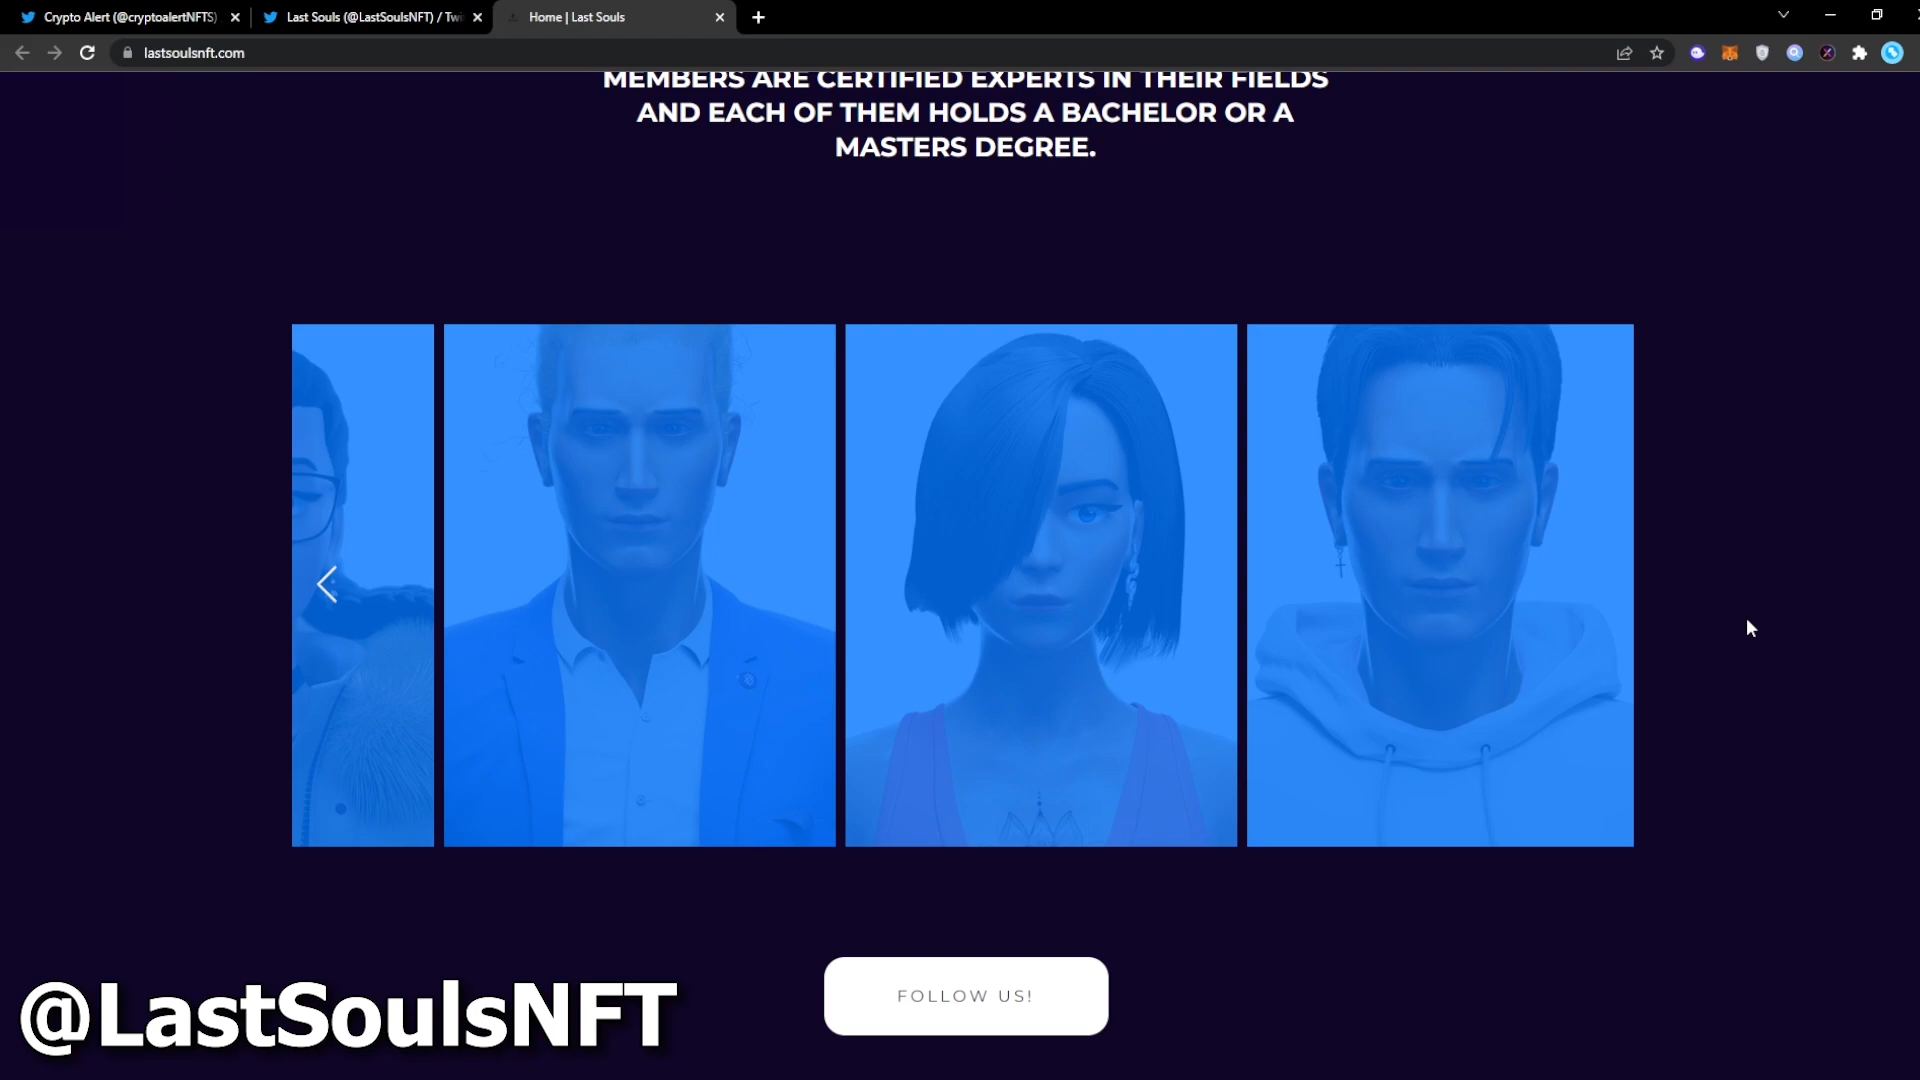 Crypto Alert (@cryptoalertNFTS)
Last Souls (@LastSoulsNFT) / Twi
Home | Last Souls
lastsoulsnft.com
MEMBERS ARE CERTIFIED EXPERTS IN THEIR FIELDS
AND EACH OF THEM HOLDS A BACHELOR OR A
MASTERS DEGREE.
FOLLOW US!
@LastSoulsNFT